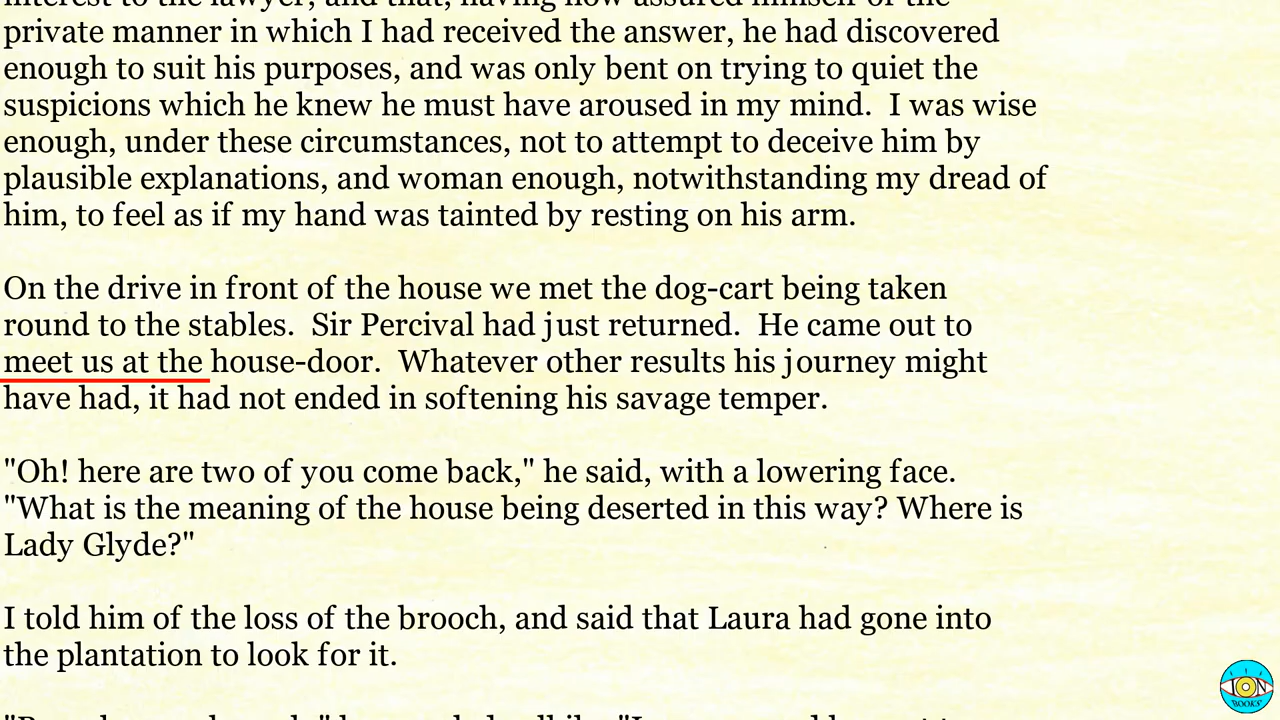 private manner in which I had received the answer, he had discovered
enough to suit his purposes, and was only bent on trying to quiet the
suspicions which he knew he must have aroused in my mind.  I was wise
enough, under these circumstances, not to attempt to deceive him by
plausible explanations, and woman enough, notwithstanding my dread of
him, to feel as if my hand was tainted by resting on his arm.

On the drive in front of the house we met the dog-cart being taken
round to the stables.  Sir Percival had just returned.  He came out to
meet us at the house-door.  Whatever other results his journey might
have had, it had not ended in softening his savage temper.

"Oh! here are two of you come back," he said, with a lowering face.
"What is the meaning of the house being deserted in this way? Where is
Lady Glyde?"

I told him of the loss of the brooch, and said that Laura had gone into
the plantation to look for it.

ION
BOOKS